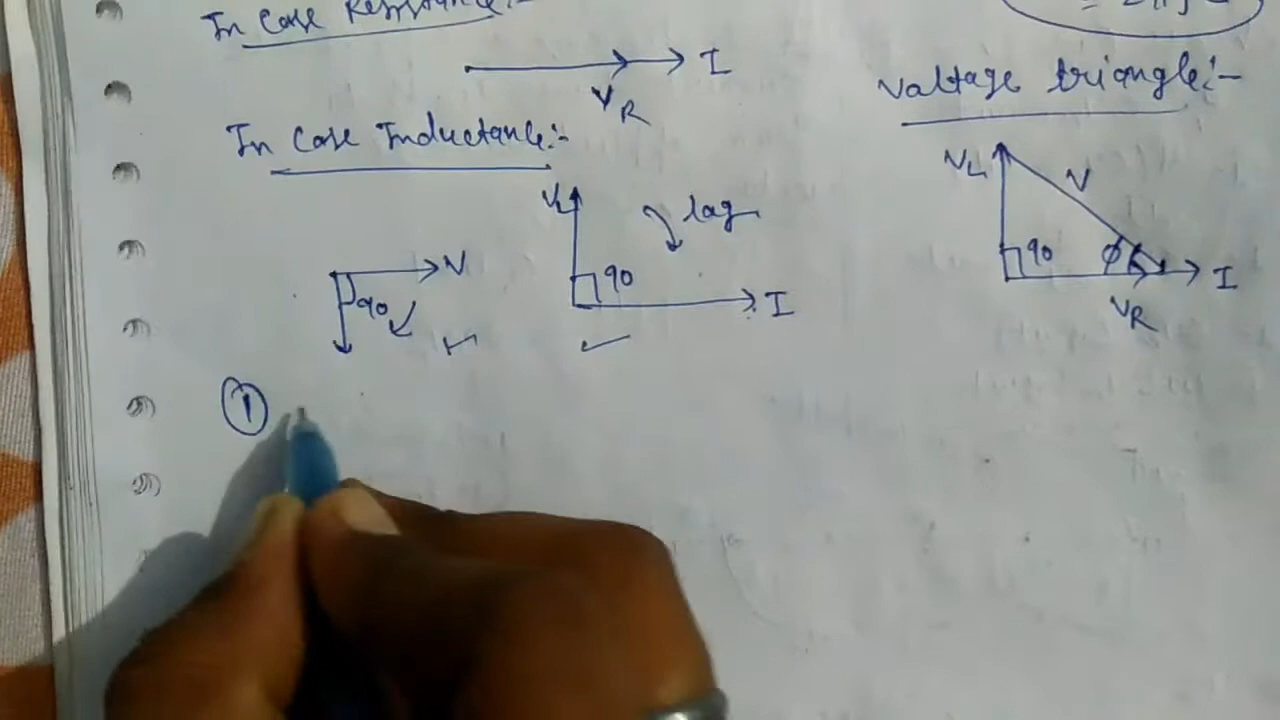 In Case Resistance:-
I
VR
In Case Inductance:-
VL
lag
90
I
V
90
Voltage triangle:-
VL
V
90
φ
I
VR
①